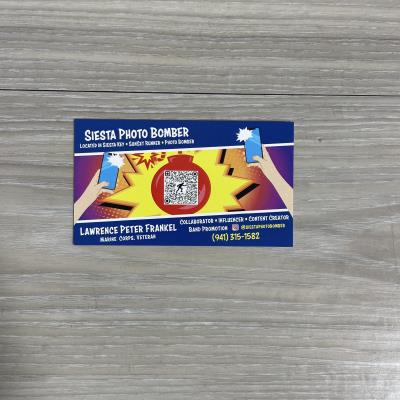 Siesta Photo Bomber
Located in Siesta Key • Sunset Runner • Photo Bomber
Collaborator • Influencer • Content Creator
Band Promotion @siestaphotobomber
(941) 315-1582
Lawrence Peter Frankel
Marine Corps. Veteran